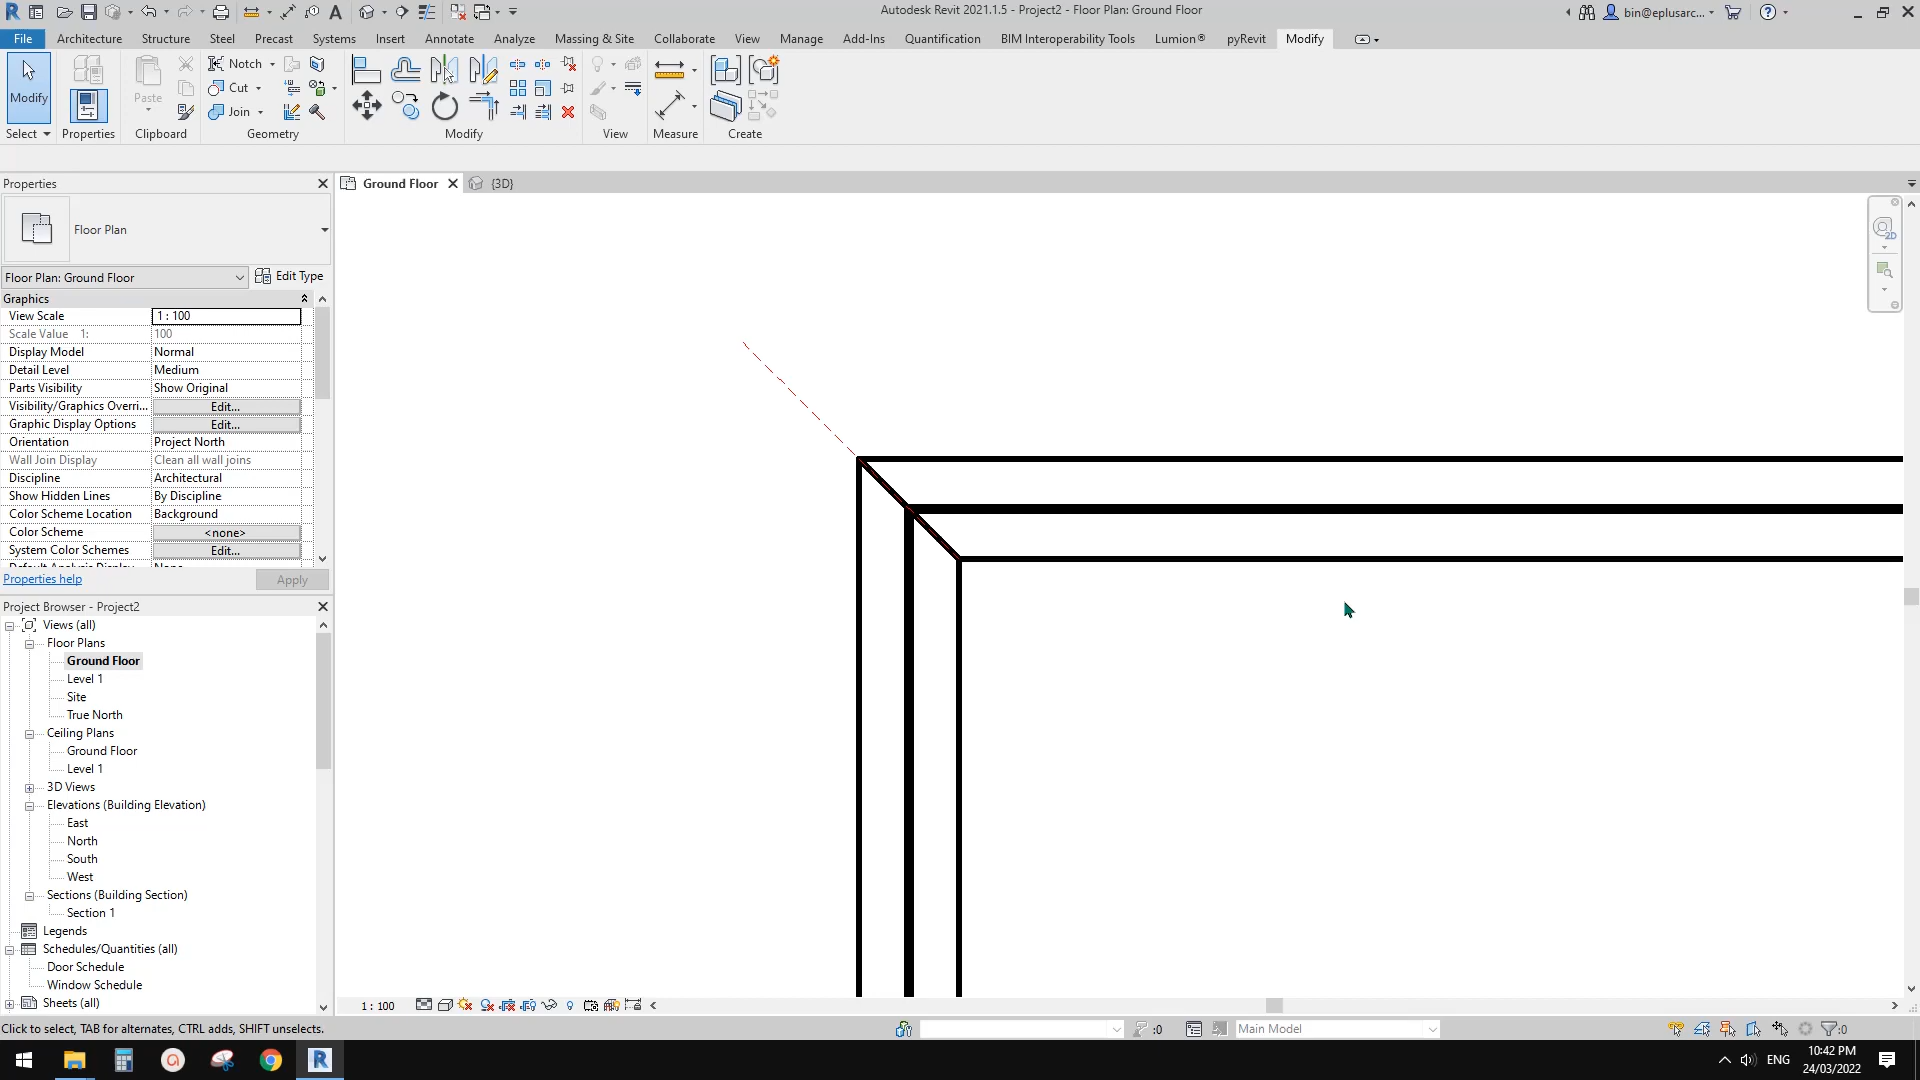 Autodesk Revit 2021.1.5 - Project2 - Floor Plan: Ground Floor
bin@eplusarc...
File Architecture Structure Steel Precast Systems Insert Annotate Analyze Massing & Site Collaborate View Manage Add-Ins Quantification BIM Interoperability Tools Lumion® pyRevit Modify
Modify
Paste
Notch
Cut
Join
Select Properties Clipboard Geometry Modify View Measure Create
Properties
Ground Floor {3D}
Floor Plan
Floor Plan: Ground Floor Edit Type
Graphics
View Scale 1 : 100
Scale Value 1: 100
Display Model Normal
Detail Level Medium
Parts Visibility Show Original
Visibility/Graphics Overri... Edit...
Graphic Display Options Edit...
Orientation Project North
Wall Join Display Clean all wall joins
Discipline Architectural
Show Hidden Lines By Discipline
Color Scheme Location Background
Color Scheme <none>
System Color Schemes Edit...
Properties help Apply
Project Browser - Project2
Views (all)
Floor Plans
Ground Floor
Level 1
Site
True North
Ceiling Plans
Ground Floor
Level 1
3D Views
Elevations (Building Elevation)
East
North
South
West
Sections (Building Section)
Section 1
Legends
Schedules/Quantities (all)
Door Schedule
Window Schedule
Sheets (all)
1 : 100
Click to select, TAB for alternates, CTRL adds, SHIFT unselects.
:0
Main Model
:0
ENG
10:42 PM
24/03/2022